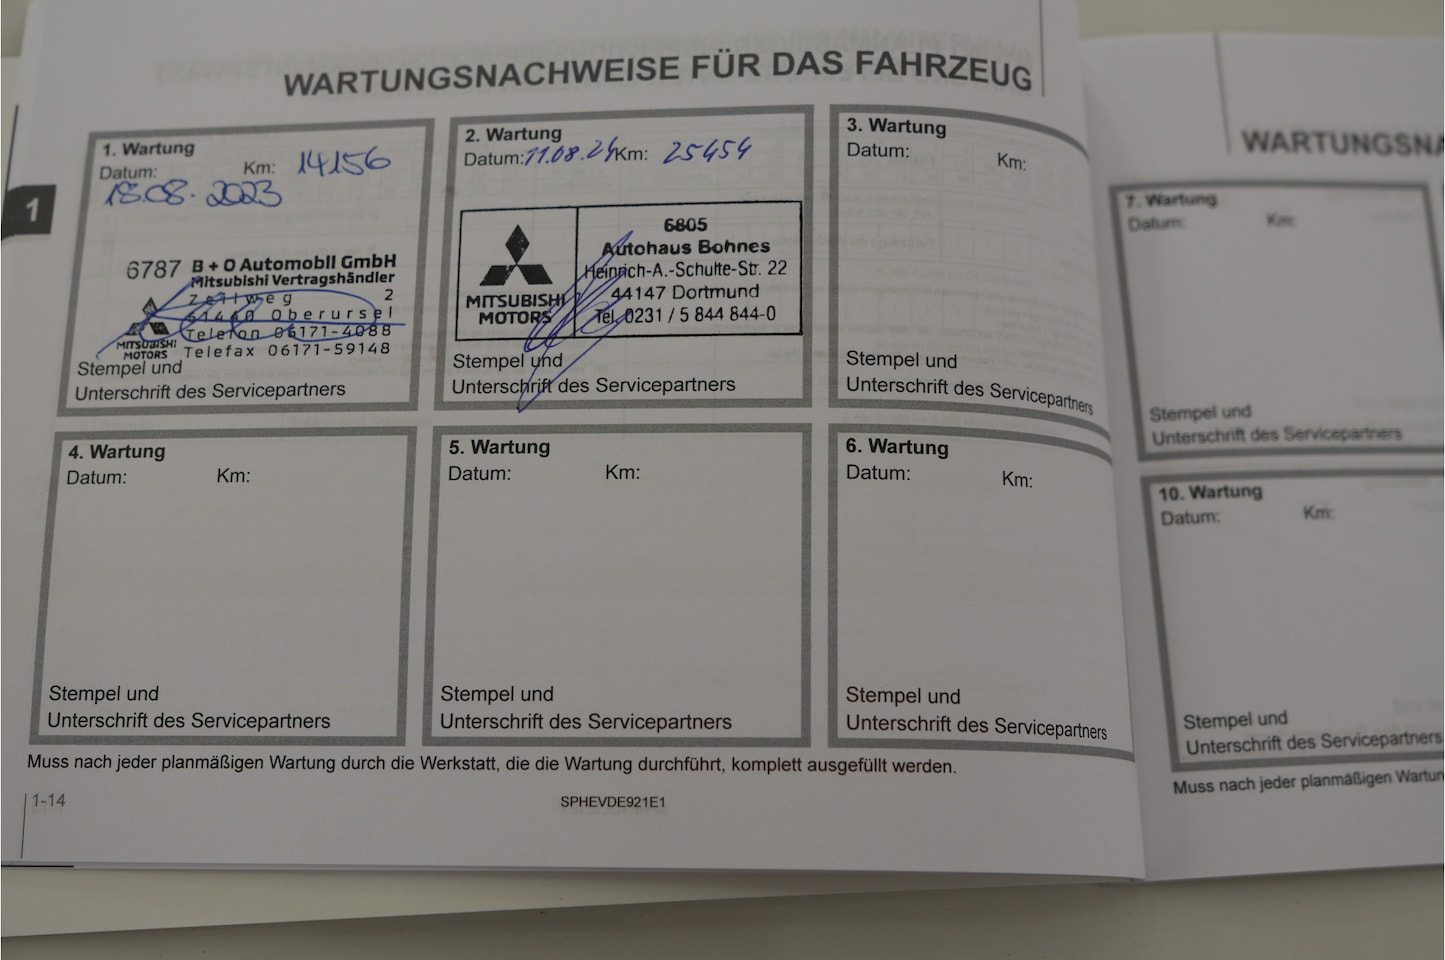 WARTUNGSNACHWEISE FÜR DAS FAHRZEUG
1
1. Wartung
Datum: Km: 14156
18.08.2023
6787 B + O Automobil GmbH
Mitsubishi Vertragshändler
Zeilweg 2
61440 Oberursel
Telefon 06171-4088
Telefax 06171-59148
MITSUBISHI
MOTORS
Stempel und
Unterschrift des Servicepartners
2. Wartung
Datum: 11.08.24 Km: 25454
MITSUBISHI
MOTORS
6805
Autohaus Bohnes
Heinrich-A.-Schulte-Str. 22
44147 Dortmund
Tel. 0231 / 5 844 844-0
Stempel und
Unterschrift des Servicepartners
3. Wartung
Datum: Km:
Stempel und
Unterschrift des Servicepartners
4. Wartung
Datum: Km:
Stempel und
Unterschrift des Servicepartners
5. Wartung
Datum: Km:
Stempel und
Unterschrift des Servicepartners
6. Wartung
Datum: Km:
Stempel und
Unterschrift des Servicepartners
Muss nach jeder planmäßigen Wartung durch die Werkstatt, die die Wartung durchführt, komplett ausgefüllt werden.
1-14
SPHEVDE921E1
WARTUNGSNA
7. Wartung
Datum: Km:
Stempel und
Unterschrift des Servicepartners
10. Wartung
Datum: Km:
Stempel und
Unterschrift des Servicepartners
Muss nach jeder planmäßigen Wartun